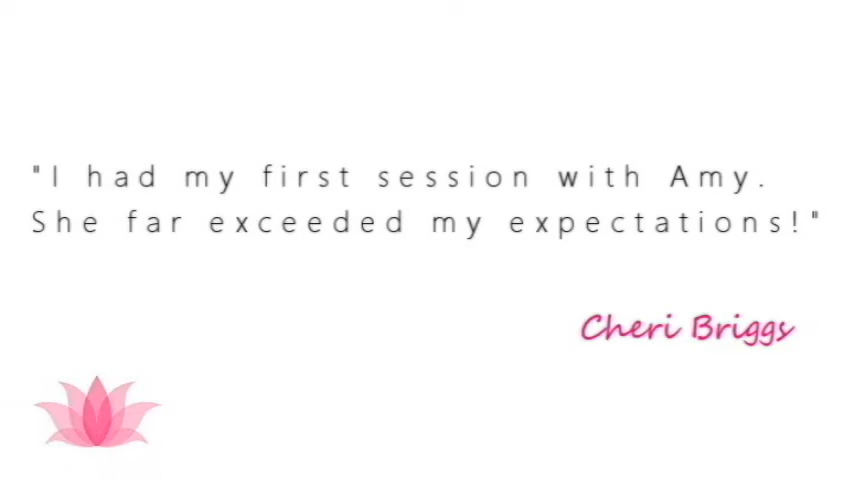 "I had my first session with Amy.
She far exceeded my expectations!"
Cheri Briggs